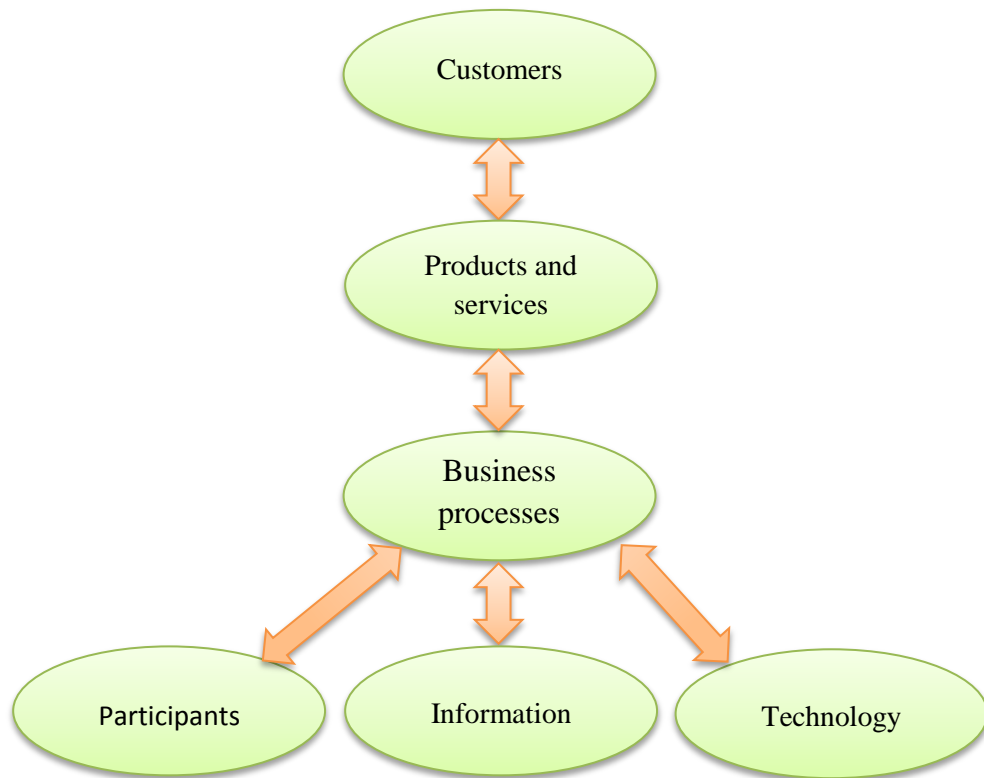 Customers
Products and
services
Business
processes
Participants
Information
Technology